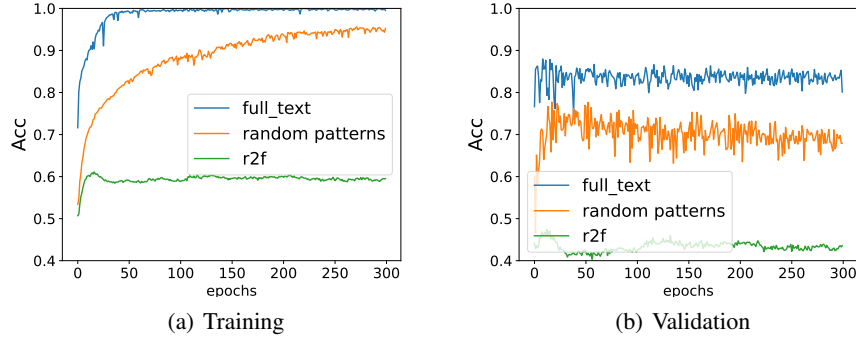 1.0
0.9
0.8
0.7
0.6
0.5
0.4
Acc
full_text
random patterns
r2f
0 50 100 150 200 250 300
epochs
(a) Training
1.0
0.9
0.8
0.7
0.6
0.5
0.4
Acc
full_text
random patterns
r2f
0 50 100 150 200 250 300
epochs
(b) Validation